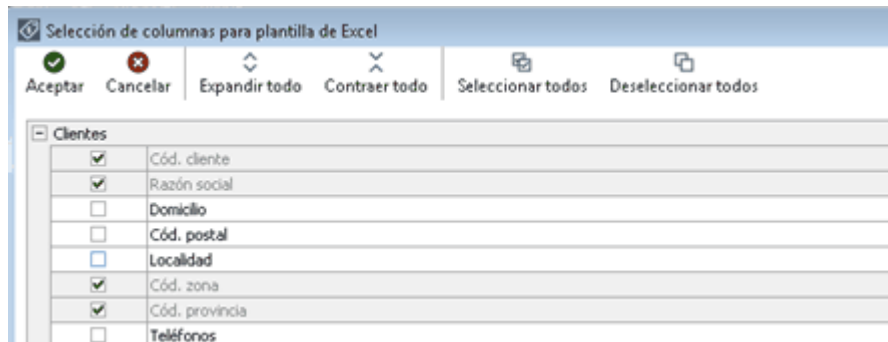 Selección de columnas para plantilla de Excel
Aceptar Cancelar Expandir todo Contraer todo Seleccionar todos Deseleccionar todos
Clientes
Cód. cliente
Razón social
Domicilio
Cód. postal
Localidad
Cód. zona
Cód. provincia
Teléfonos